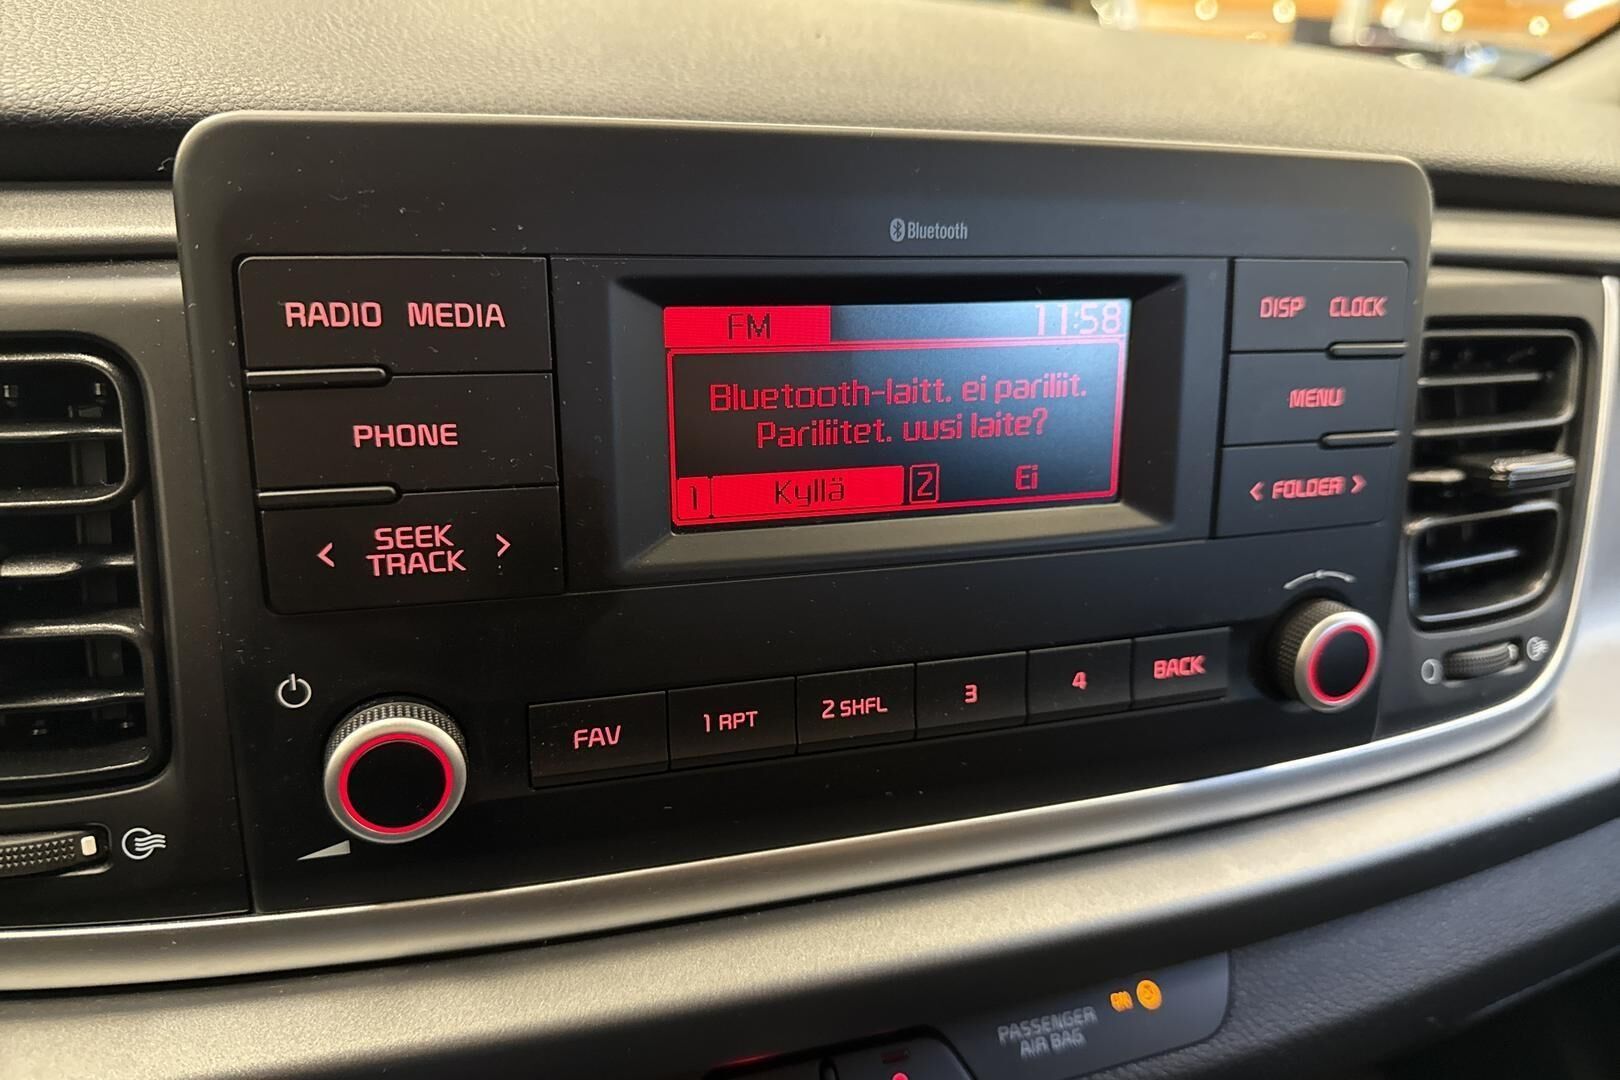 Bluetooth
RADIO MEDIA
FM
11:58
DISP CLOCK
Bluetooth-laitt. ei pariliit.
Pariliitet. uusi laite?
1 Kyllä 2 Ei
MENU
PHONE
< FOLDER >
< SEEK
TRACK >
FAV
1 RPT
2 SHFL
3
4
BACK
PASSENGER
AIR BAG
ON